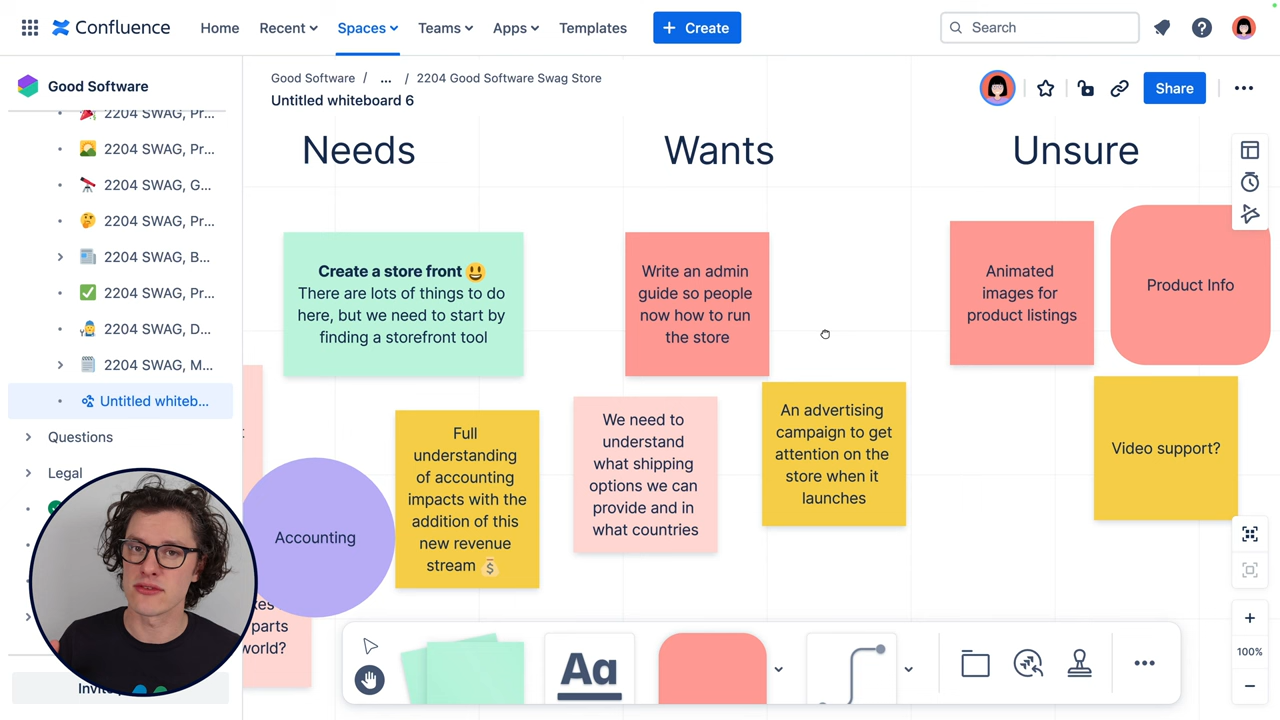 Confluence
Home
Recent
Spaces
Teams
Apps
Templates
+ Create
Search
Good Software
2204 SWAG, Pr...
2204 SWAG, Pr...
2204 SWAG, G...
2204 SWAG, Pr...
2204 SWAG, B...
2204 SWAG, Pr...
2204 SWAG, D...
2204 SWAG, M...
Untitled whiteb...
Questions
Legal
Good Software / ... / 2204 Good Software Swag Store
Untitled whiteboard 6
Share
Needs
Wants
Unsure
Create a store front 😃
There are lots of things to do
here, but we need to start by
finding a storefront tool
Write an admin
guide so people
now how to run
the store
Animated
images for
product listings
Product Info
Accounting
Full
understanding
of accounting
impacts with the
addition of this
new revenue
stream 💰
We need to
understand
what shipping
options we can
provide and in
what countries
An advertising
campaign to get
attention on the
store when it
launches
Video support?
parts
world?
Aa
100%